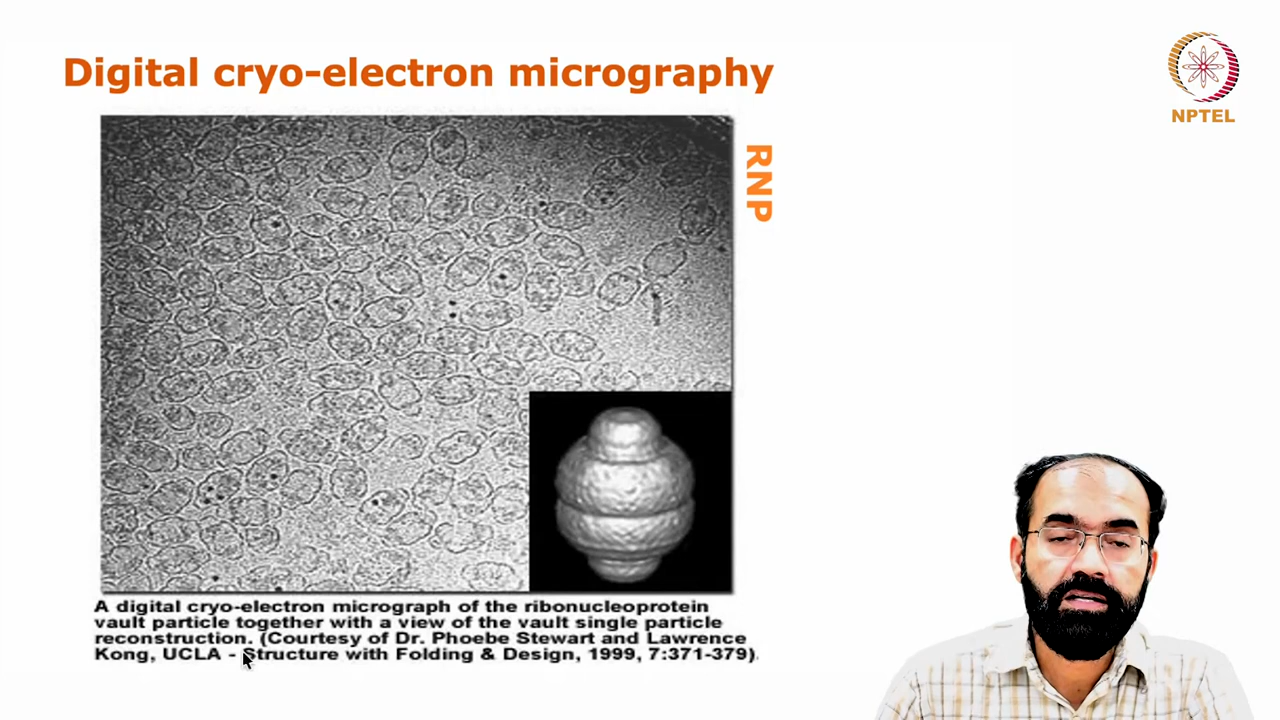 Digital cryo-electron micrography
NPTEL
RNP
A digital cryo-electron micrograph of the ribonucleoprotein
vault particle together with a view of the vault single particle
reconstruction. (Courtesy of Dr. Phoebe Stewart and Lawrence
Kong, UCLA - Structure with Folding & Design, 1999, 7:371-379).